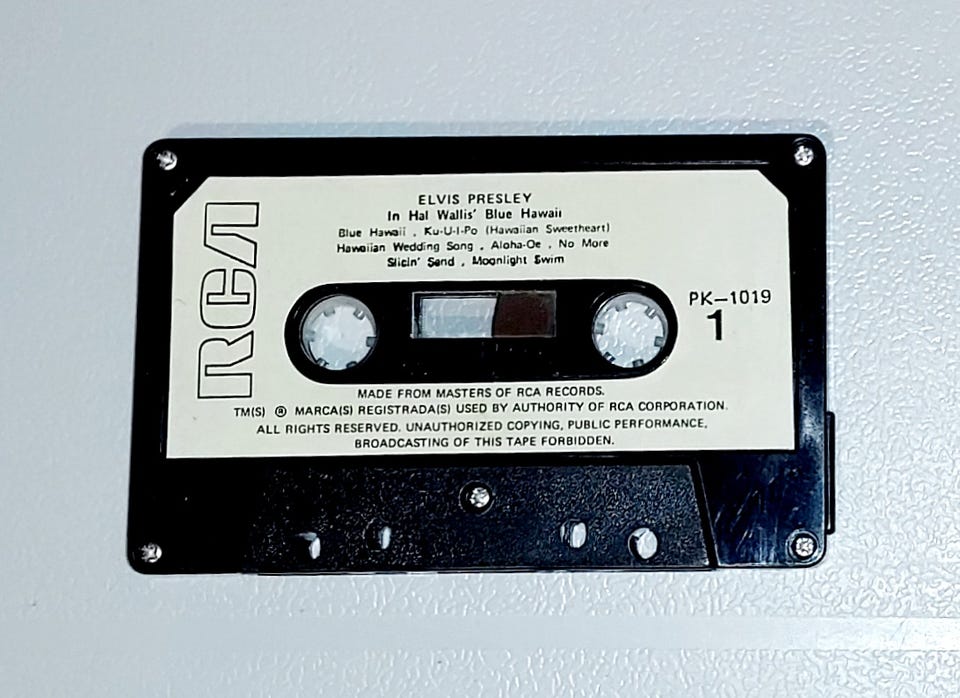 RCA
ELVIS PRESLEY
In Hal Wallis' Blue Hawaii
Blue Hawaii . Ku-U-I-Po (Hawaiian Sweetheart)
Hawaiian Wedding Song . Aloha-Oe . No More
Slicin' Send . Moonlight Swim
PK-1019
1
MADE FROM MASTERS OF RCA RECORDS.
TM(S) ® MARCA(S) REGISTRADA(S) USED BY AUTHORITY OF RCA CORPORATION.
ALL RIGHTS RESERVED. UNAUTHORIZED COPYING, PUBLIC PERFORMANCE,
BROADCASTING OF THIS TAPE FORBIDDEN.